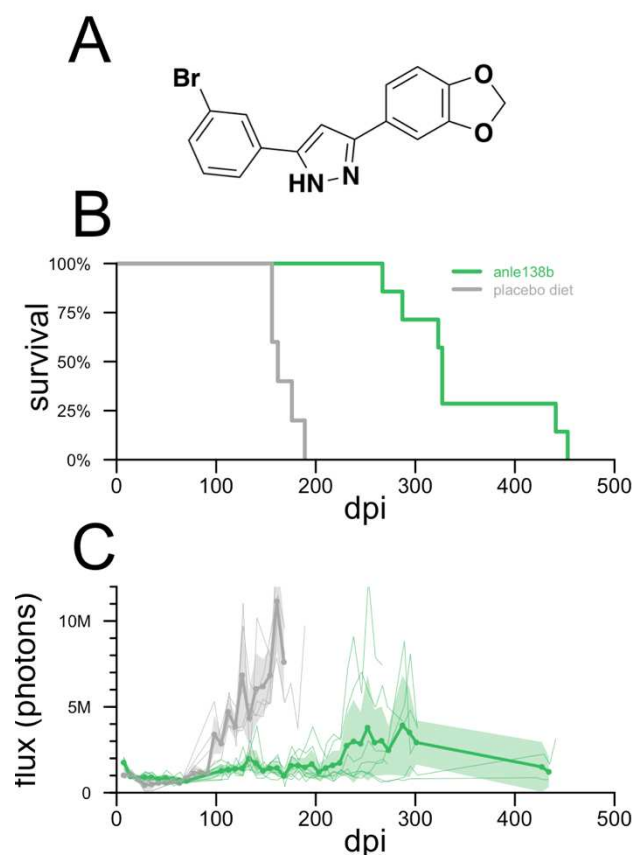 A
Br
O
O
HN
N
B
100%
75%
50%
25%
0%
survival
anle138b
placebo diet
0 100 200 300 400 500
dpi
C
10M
5M
0
flux (photons)
0 100 200 300 400 500
dpi